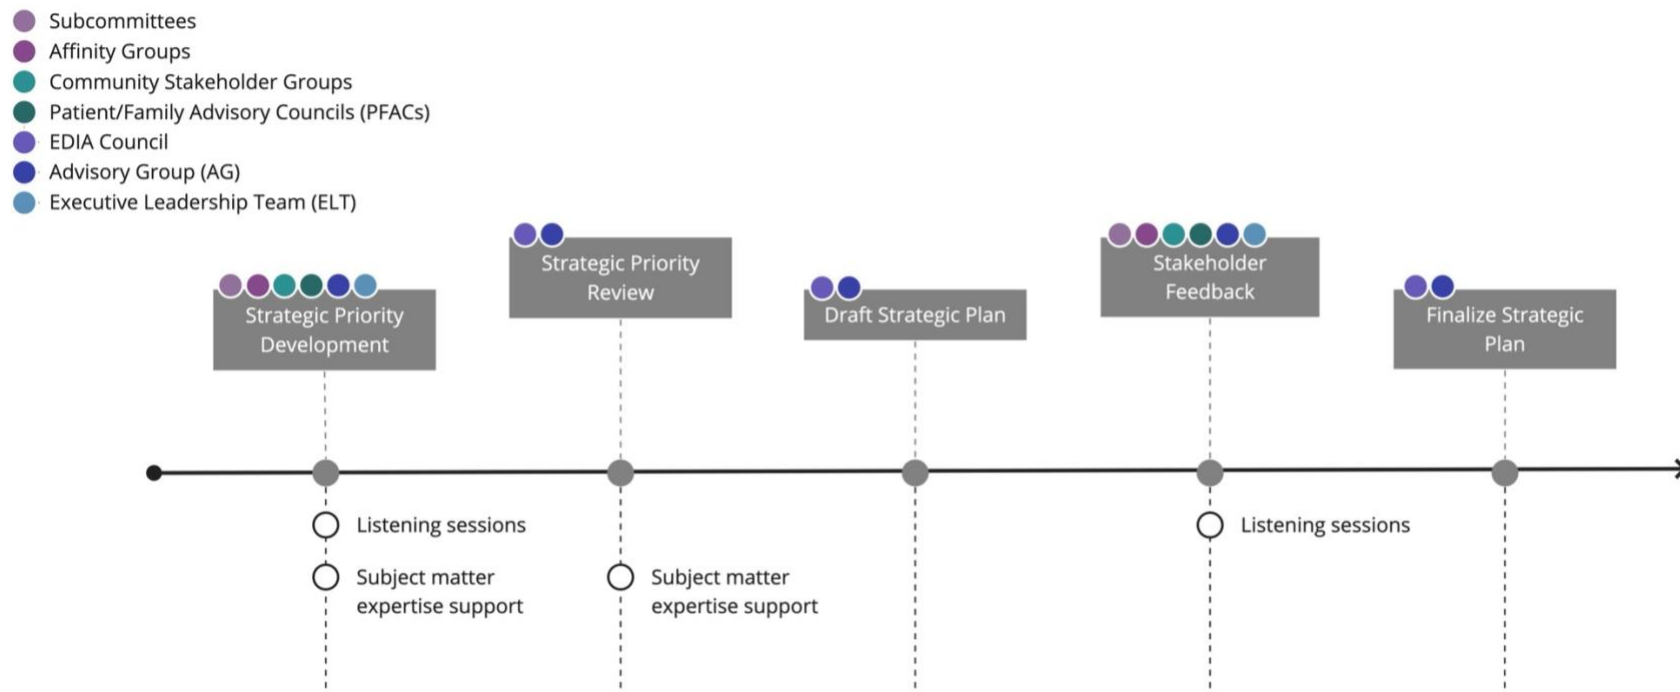 Subcommittees
Affinity Groups
Community Stakeholder Groups
Patient/Family Advisory Councils (PFACs)
EDIA Council
Advisory Group (AG)
Executive Leadership Team (ELT)
Strategic Priority
Development
Strategic Priority
Review
Draft Strategic Plan
Stakeholder
Feedback
Finalize Strategic
Plan
Listening sessions
Subject matter
expertise support
Subject matter
expertise support
Listening sessions